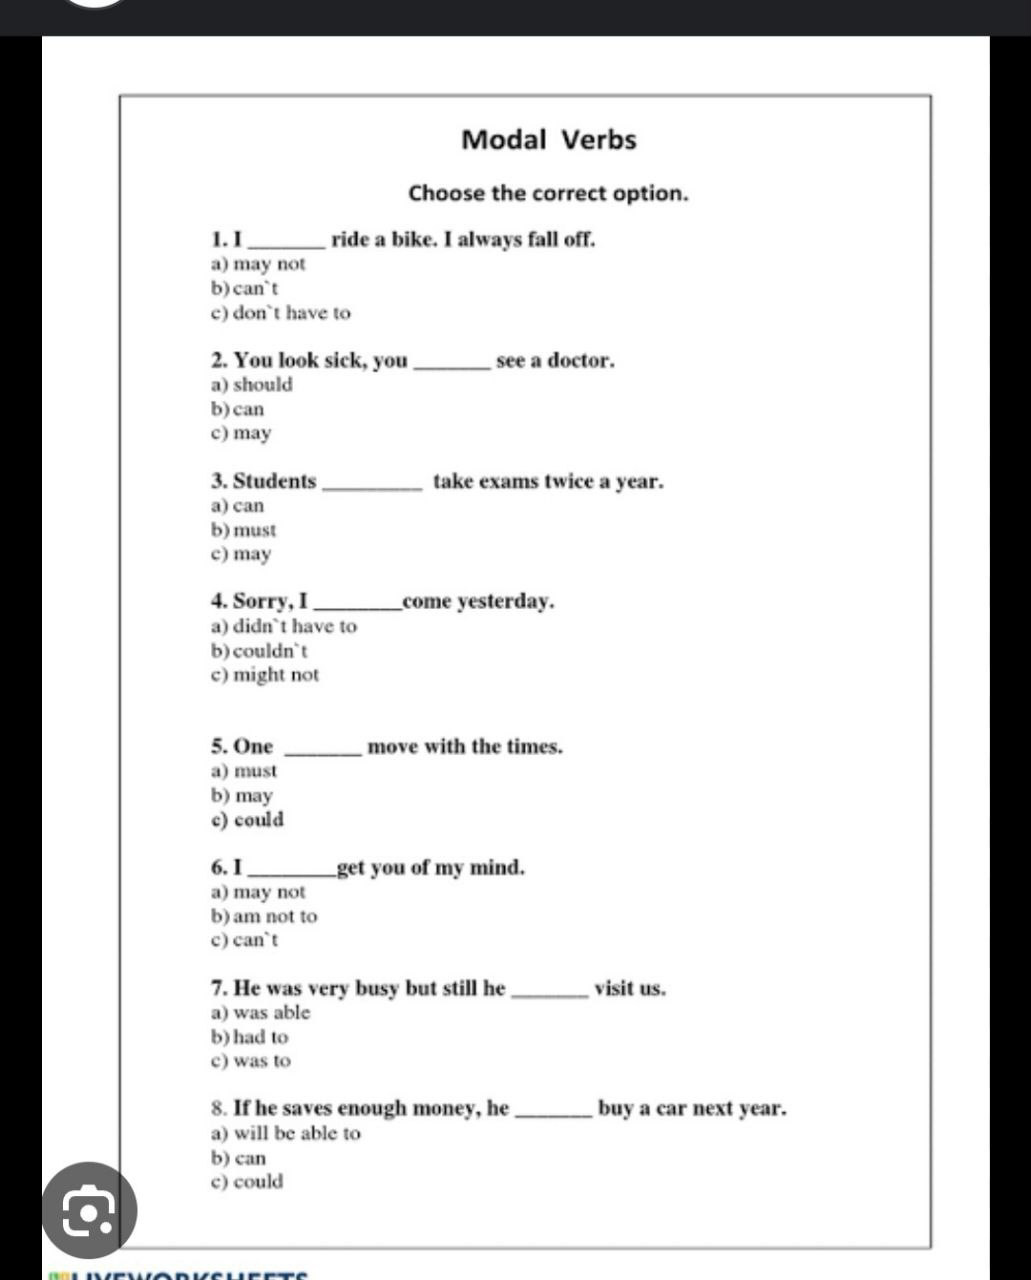 Modal Verbs
Choose the correct option.
1. I _______ ride a bike. I always fall off.
a) may not
b) can`t
c) don`t have to
2. You look sick, you _______ see a doctor.
a) should
b) can
c) may
3. Students _________ take exams twice a year.
a) can
b) must
c) may
4. Sorry, I ________come yesterday.
a) didn`t have to
b) couldn`t
c) might not
5. One _______ move with the times.
a) must
b) may
c) could
6. I ________get you of my mind.
a) may not
b) am not to
c) can`t
7. He was very busy but still he _______ visit us.
a) was able
b) had to
c) was to
8. If he saves enough money, he _______ buy a car next year.
a) will be able to
b) can
c) could
LIVEWORKSHEETS